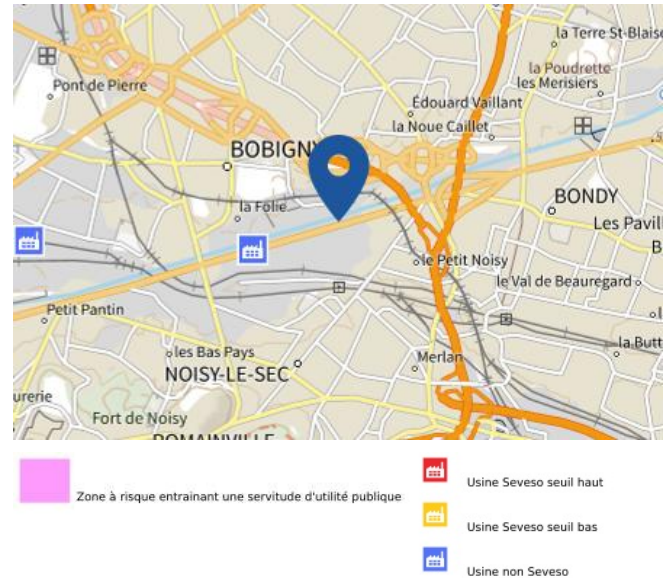 la Terre St-Blaise
la Poudrette
les Merisiers
Pont de Pierre
Édouard Vaillant
la Noue Caillet
BOBIGNY
la Folie
BONDY
Les Pavil
B
le Petit Noisy
le Val de Beauregard
Petit Pantin
les Bas Pays
NOISY-LE-SEC
Merlan
la Butt
urerie
Fort de Noisy
ROMAINVILLE
Zone à risque entrainant une servitude d'utilité publique
Usine Seveso seuil haut
Usine Seveso seuil bas
Usine non Seveso